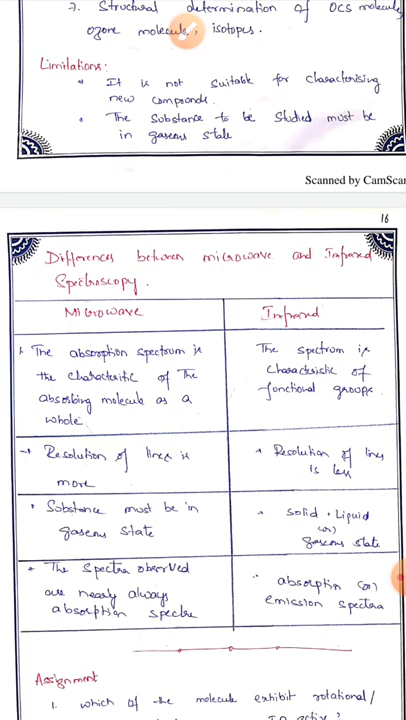 7. Structural determination of OCS molecule,
ozone molecule, isotopes.
Limilations:
* It is not suitable for characterising
new compounds.
* The substance to be studied must be
in gaseous state
Scanned by CamScan
16
Differences between microwave and Infrared
Spectroscopy.
Microwave
Infrared
1. The absorption spectrum is
the characteristic of the
absorbing molecule as a
whole
The spectrum is
characteristic of
functional groups.
→ Resolution of lines is
more
* Resolution of lines
is less
* Substance must be in
gaseous state
* Solid, Liquid
(or)
gaseous state
* The spectra observed
are nearly always
absorption spectra
* absorption (or)
emission spectra
Assignment
1. which of the molecule exhibit rotational/
IR active?